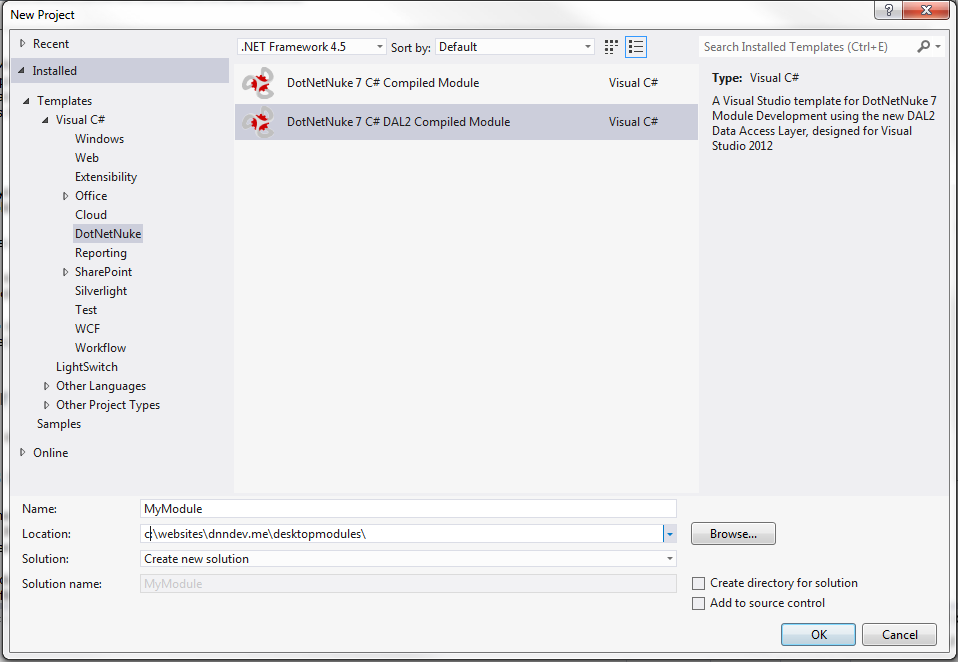 New Project
Recent
Installed
Templates
Visual C#
Windows
Web
Extensibility
Office
Cloud
DotNetNuke
Reporting
SharePoint
Silverlight
Test
WCF
Workflow
LightSwitch
Other Languages
Other Project Types
Samples
Online
.NET Framework 4.5 Sort by: Default
DotNetNuke 7 C# Compiled Module Visual C#
DotNetNuke 7 C# DAL2 Compiled Module Visual C#
Search Installed Templates (Ctrl+E)
Type: Visual C#
A Visual Studio template for DotNetNuke 7
Module Development using the new DAL2
Data Access Layer, designed for Visual
Studio 2012
Name: MyModule
Location: c:\websites\dnndev.me\desktopmodules\
Browse...
Solution: Create new solution
Solution name: MyModule
Create directory for solution
Add to source control
OK Cancel